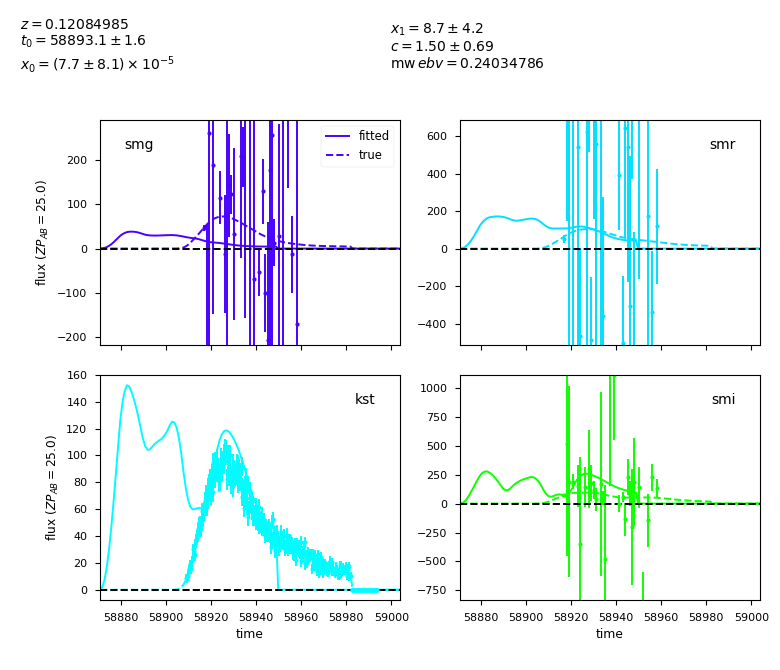 z = 0.12084985
t₀ = 58893.1 ± 1.6
x₀ = (7.7 ± 8.1) × 10⁻⁵
x₁ = 8.7 ± 4.2
c = 1.50 ± 0.69
mw ebv = 0.24034786
smg
fitted
true
200
100
0
−100
−200
flux (ZP_AB = 25.0)
smr
600
400
200
0
−200
−400
kst
160
140
120
100
80
60
40
20
0
flux (ZP_AB = 25.0)
58880 58900 58920 58940 58960 58980 59000
time
smi
1000
750
500
250
0
−250
−500
−750
58880 58900 58920 58940 58960 58980 59000
time